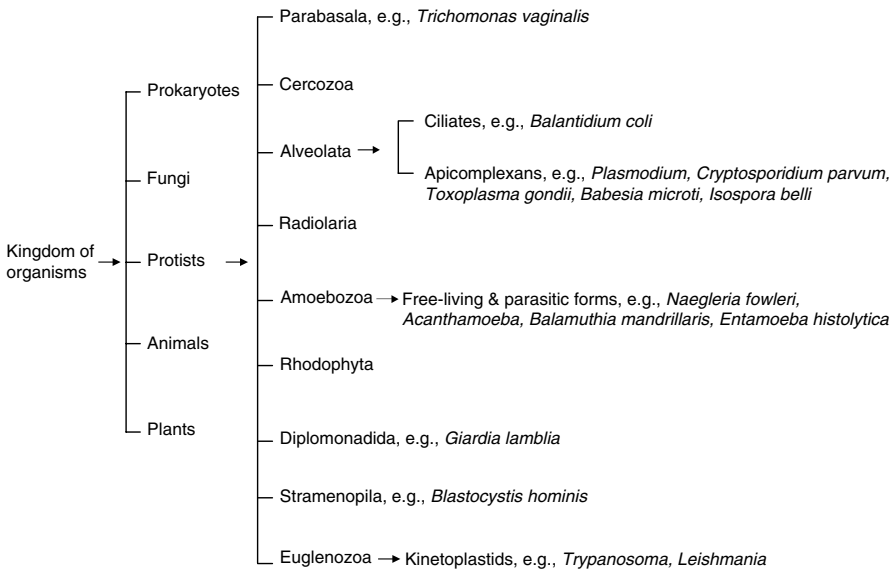 Kingdom of
organisms
Prokaryotes
Fungi
Protists
Animals
Plants
Parabasala, e.g., Trichomonas vaginalis
Cercozoa
Alveolata
Ciliates, e.g., Balantidium coli
Apicomplexans, e.g., Plasmodium, Cryptosporidium parvum,
Toxoplasma gondii, Babesia microti, Isospora belli
Radiolaria
Amoebozoa
Free-living & parasitic forms, e.g., Naegleria fowleri,
Acanthamoeba, Balamuthia mandrillaris, Entamoeba histolytica
Rhodophyta
Diplomonadida, e.g., Giardia lamblia
Stramenopila, e.g., Blastocystis hominis
Euglenozoa
Kinetoplastids, e.g., Trypanosoma, Leishmania